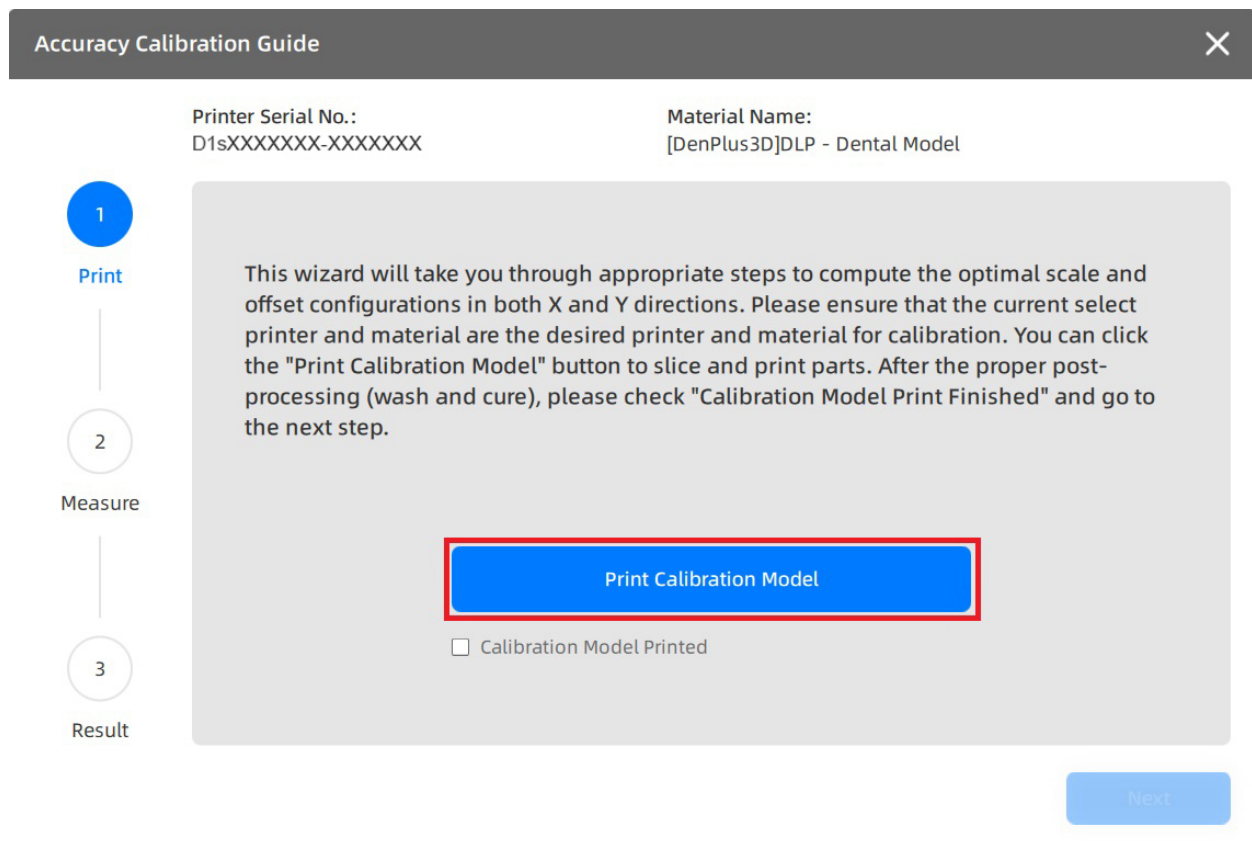 Accuracy Calibration Guide
Printer Serial No.:
D1sXXXXXXX-XXXXXXX
Material Name:
[DenPlus3D]DLP - Dental Model
1
Print
2
Measure
3
Result
This wizard will take you through appropriate steps to compute the optimal scale and
offset configurations in both X and Y directions. Please ensure that the current select
printer and material are the desired printer and material for calibration. You can click
the "Print Calibration Model" button to slice and print parts. After the proper post-
processing (wash and cure), please check "Calibration Model Print Finished" and go to
the next step.
Print Calibration Model
Calibration Model Printed
Next